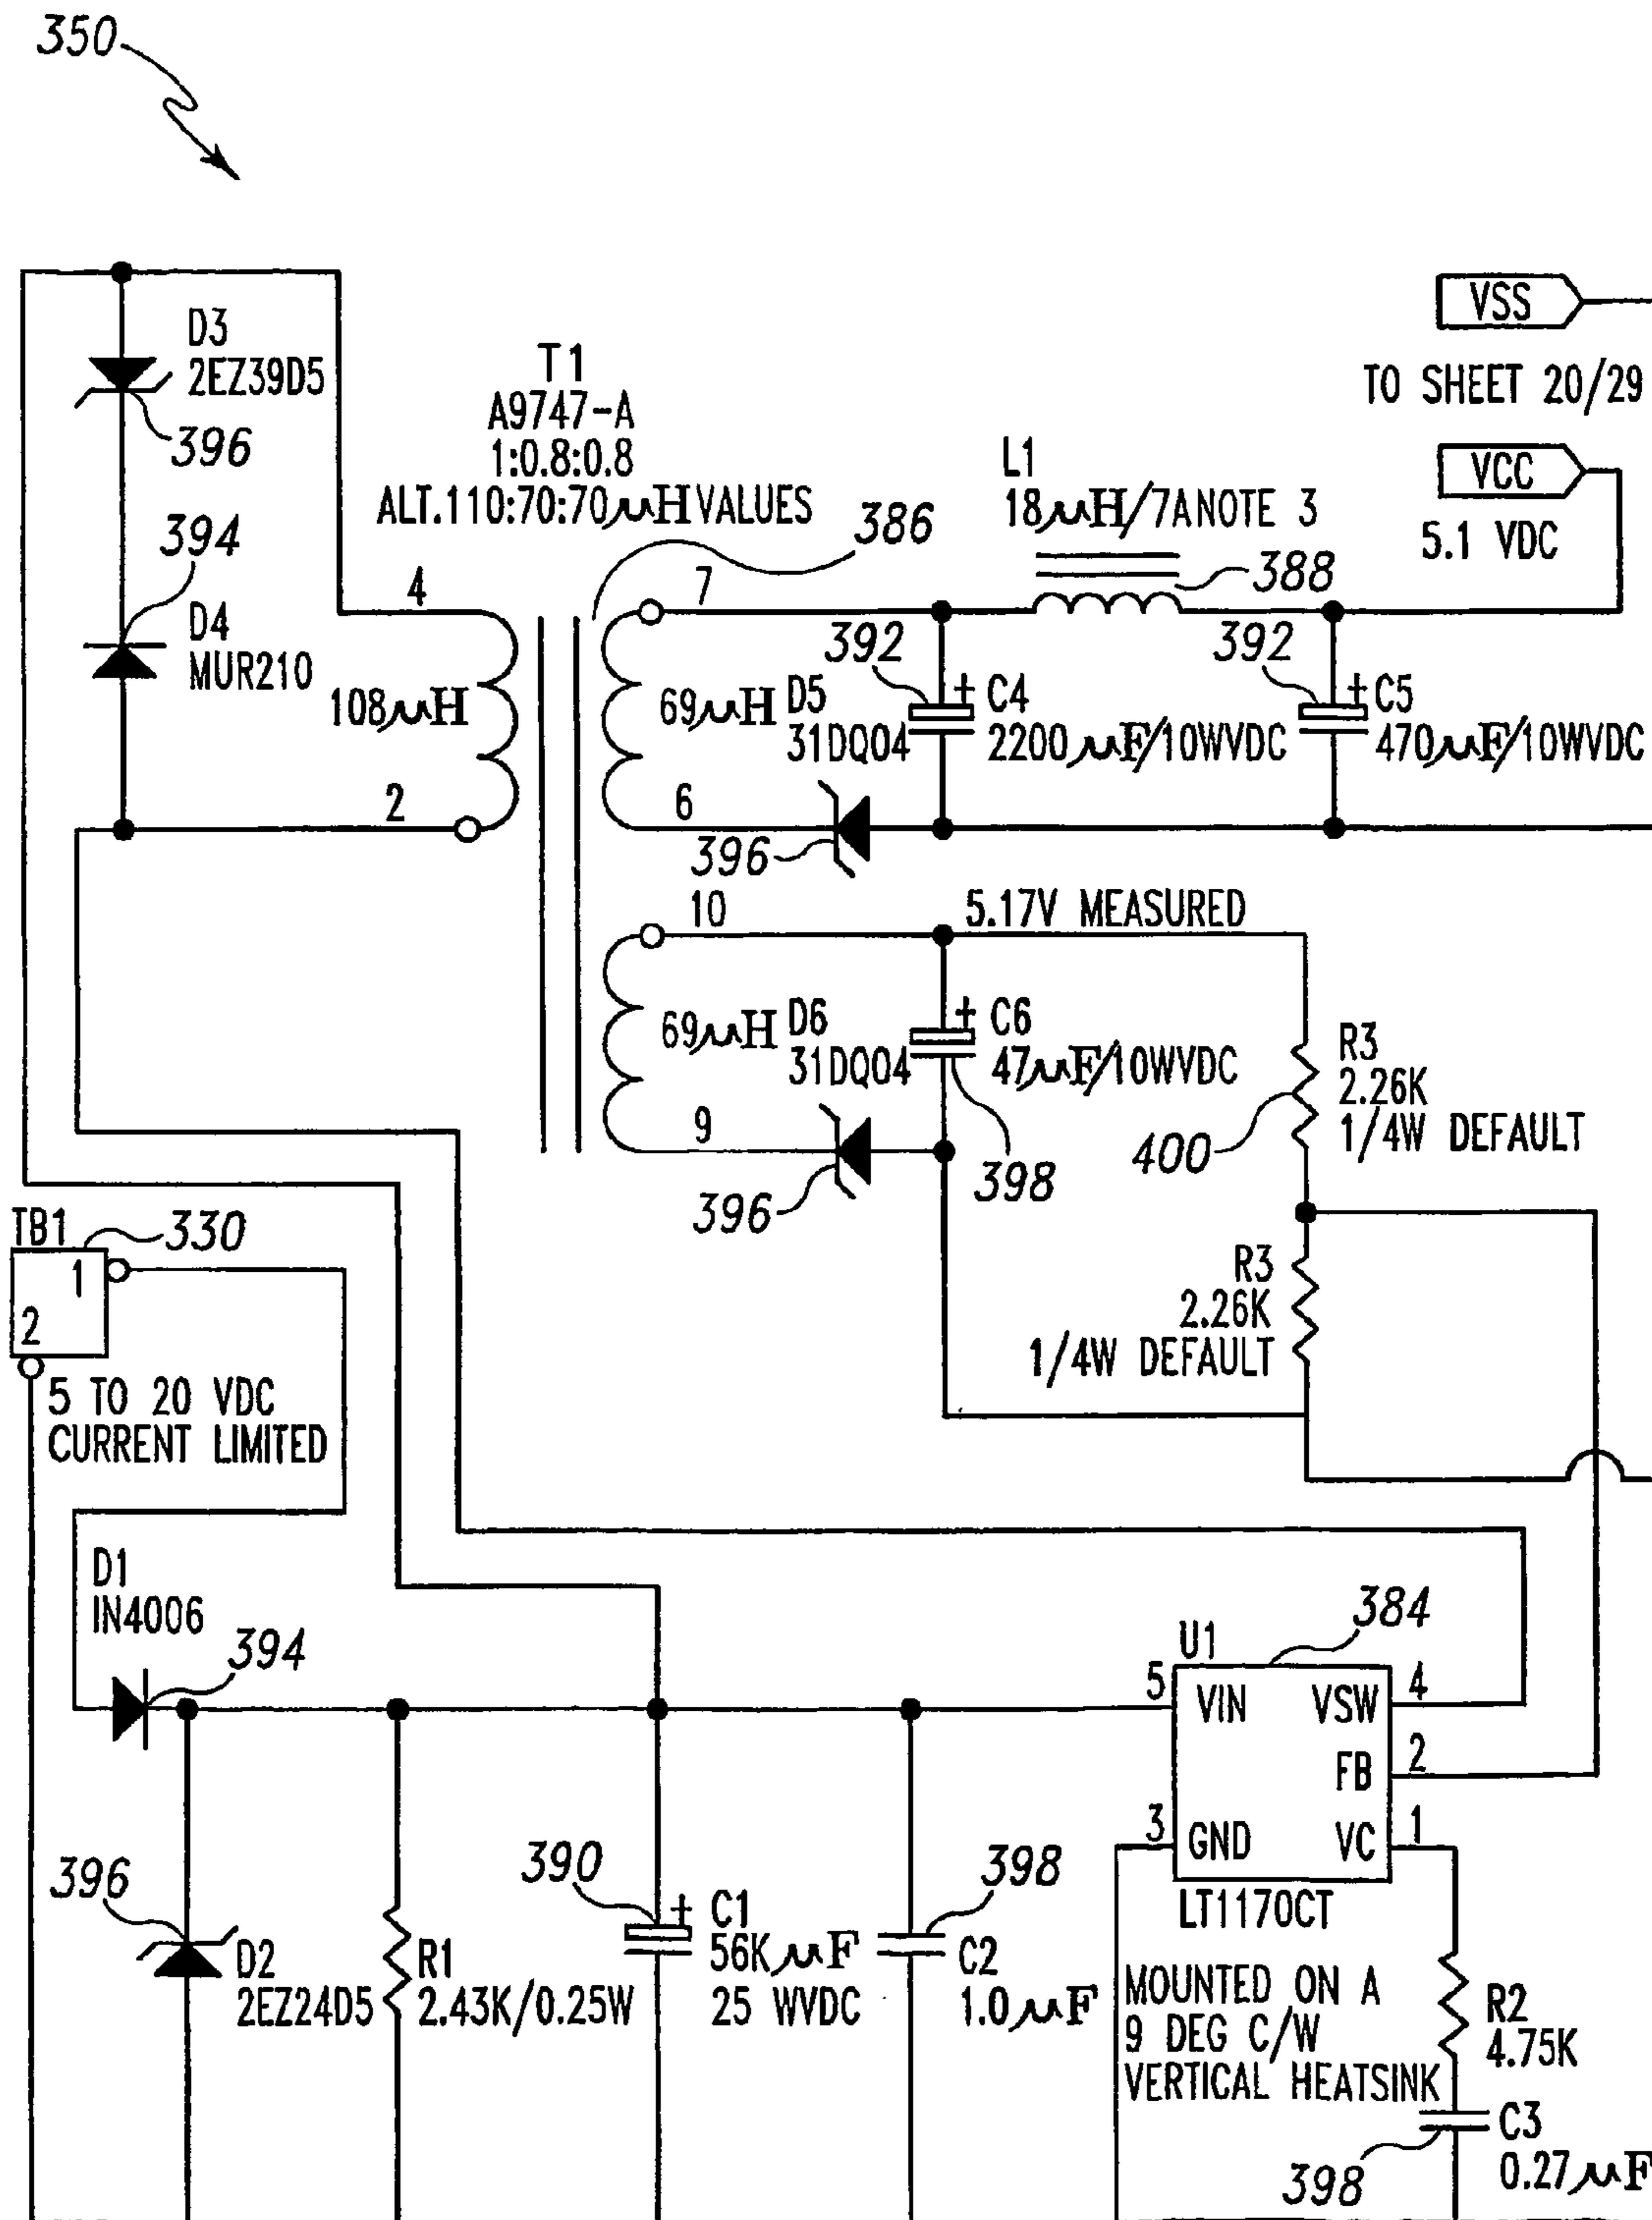 350
D3
2EZ39D5
396
394
D4
MUR210
T1
A9747-A
1:0.8:0.8
ALT.110:70:70μH VALUES
386
4
108μH
2
7
69μH
6
L1
18μH/7A NOTE 3
388
VSS
TO SHEET 20/29
VCC
5.1 VDC
392
D5
31DQ04
+
C4
2200μF/10WVDC
392
+
C5
470μF/10WVDC
396
10
5.17V MEASURED
69μH
D6
31DQ04
+
C6
47μF/10WVDC
9
396
398
R3
2.26K
1/4W DEFAULT
400
R3
2.26K
1/4W DEFAULT
TB1
330
1
2
5 TO 20 VDC
CURRENT LIMITED
D1
IN4006
394
U1
384
5
VIN
VSW
4
FB
2
3
GND
VC
1
LT1170CT
MOUNTED ON A
9 DEG C/W
VERTICAL HEATSINK
396
D2
2EZ24D5
R1
2.43K/0.25W
390
+
C1
56KμF
25 WVDC
398
C2
1.0μF
R2
4.75K
C3
0.27μF
398